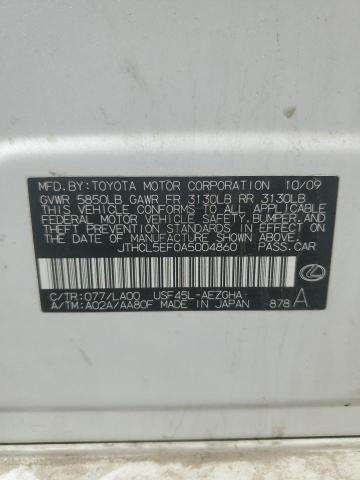 MFD.BY: TOYOTA MOTOR CORPORATION 10/09
GVWR 5850LB GAWR FR 3130LB RR 3130LB
THIS VEHICLE CONFORMS TO ALL APPLICABLE
FEDERAL MOTOR VEHICLE SAFETY, BUMPER, AND
THEFT PREVENTION STANDARDS IN EFFECT ON
THE DATE OF MANUFACTURE SHOWN ABOVE.
JTHCL5EF0A5004860 PASS.CAR
C/TR: 077/LA00 USF45L-AEZGHA
A/TM: A02A/AA80F MADE IN JAPAN 878 A